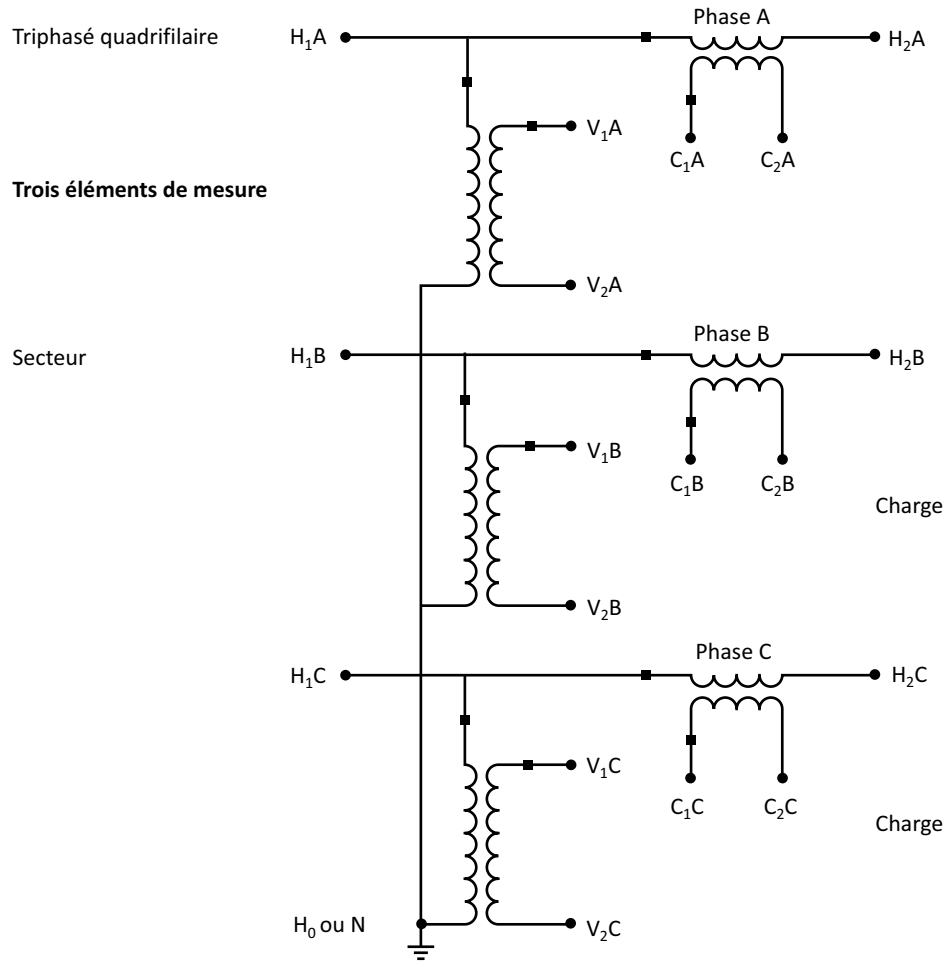 Phase A
Triphasé quadrifilaire
H₁A
H₂A
V₁A
C₁A
C₂A
Trois éléments de mesure
V₂A
Phase B
Secteur
H₁B
H₂B
V₁B
C₁B
C₂B
Charge
V₂B
Phase C
H₁C
H₂C
V₁C
C₁C
C₂C
Charge
H₀ ou N
V₂C